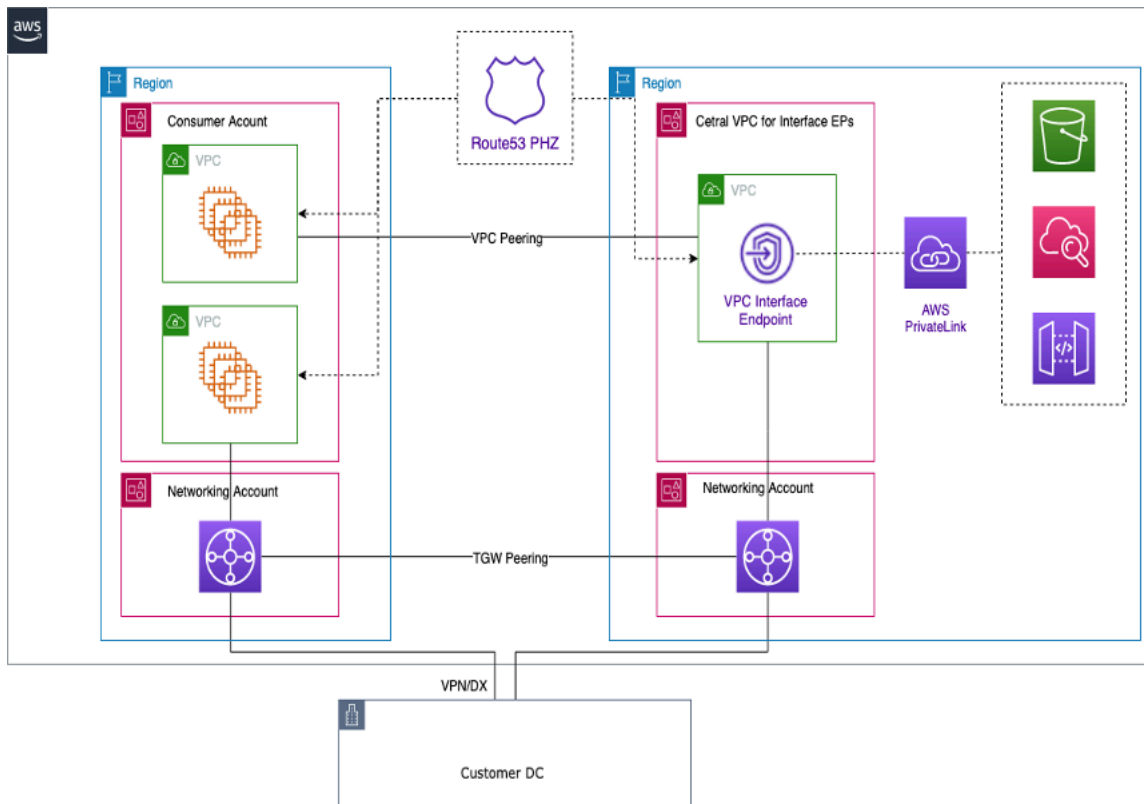 aws
Region
Region
Consumer Acount
Route53 PHZ
Cetral VPC for Interface EPs
VPC
VPC
VPC Peering
VPC Interface
Endpoint
AWS
PrivateLink
VPC
Networking Account
Networking Account
TGW Peering
VPN/DX
Customer DC